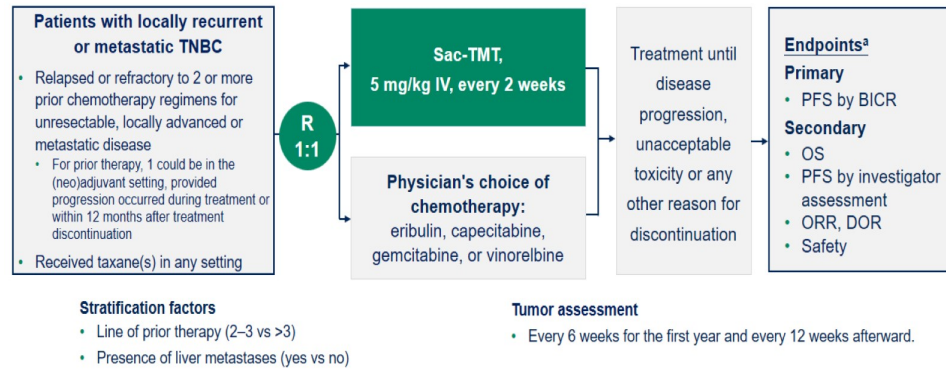 Patients with locally recurrent
or metastatic TNBC
• Relapsed or refractory to 2 or more
prior chemotherapy regimens for
unresectable, locally advanced or
metastatic disease
• For prior therapy, 1 could be in the
(neo)adjuvant setting, provided
progression occurred during treatment or
within 12 months after treatment
discontinuation
• Received taxane(s) in any setting
R
1:1
Sac-TMT,
5 mg/kg IV, every 2 weeks
Physician's choice of
chemotherapy:
eribulin, capecitabine,
gemcitabine, or vinorelbine
Treatment until
disease
progression,
unacceptable
toxicity or any
other reason for
discontinuation
Endpointsᵃ
Primary
• PFS by BICR
Secondary
• OS
• PFS by investigator
assessment
• ORR, DOR
• Safety
Stratification factors
• Line of prior therapy (2–3 vs >3)
• Presence of liver metastases (yes vs no)
Tumor assessment
• Every 6 weeks for the first year and every 12 weeks afterward.